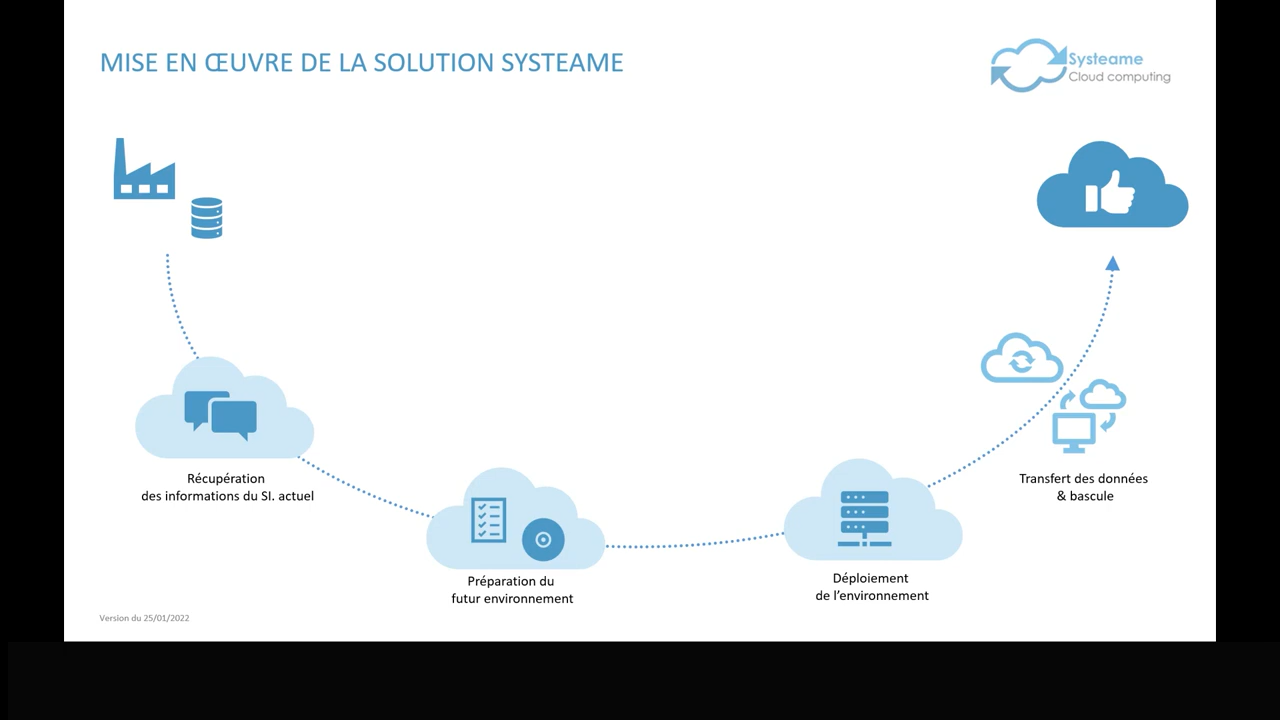 MISE EN ŒUVRE DE LA SOLUTION SYSTEAME
Systeame
Cloud computing
Récupération
des informations du SI. actuel
Préparation du
futur environnement
Déploiement
de l’environnement
Transfert des données
& bascule
Version du 25/01/2022